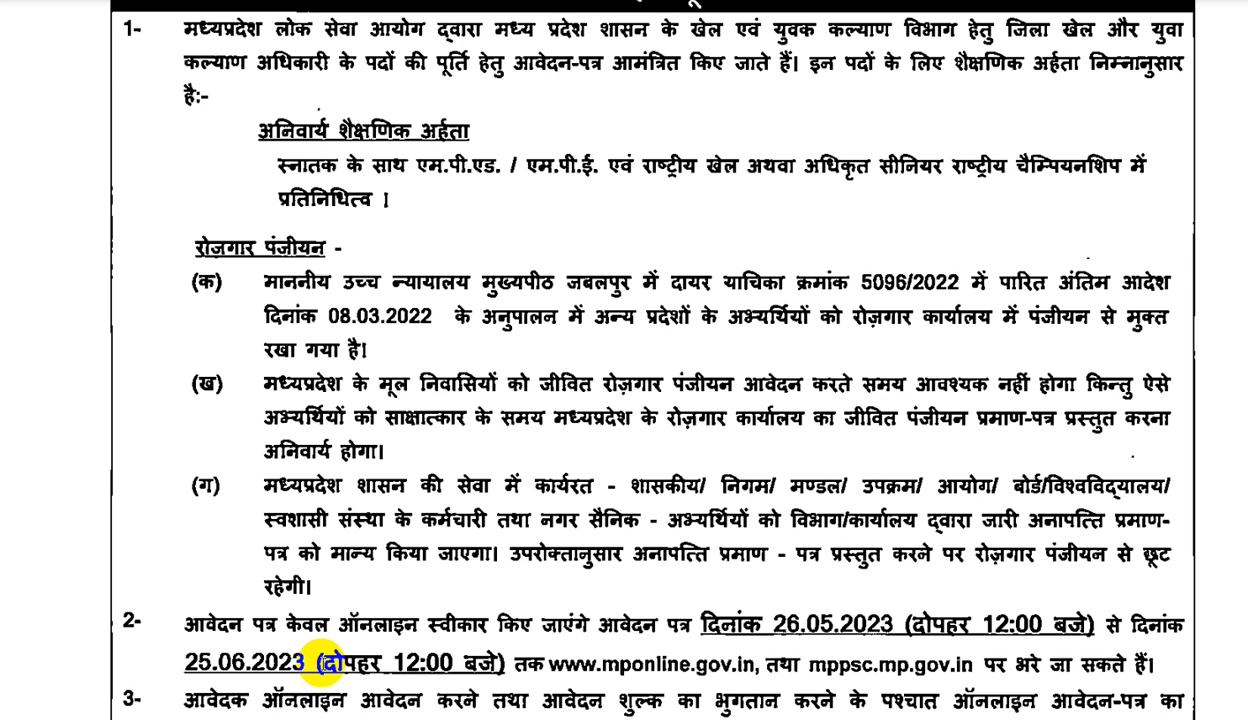 1- मध्यप्रदेश लोक सेवा आयोग द्वारा मध्य प्रदेश शासन के खेल एवं युवक कल्याण विभाग हेतु जिला खेल और युवा
कल्याण अधिकारी के पदों की पूर्ति हेतु आवेदन-पत्र आमंत्रित किए जाते हैं। इन पदों के लिए शैक्षणिक अर्हता निम्नानुसार
है:-
अनिवार्य शैक्षणिक अर्हता
स्नातक के साथ एम.पी.एड. / एम.पी.ई. एवं राष्ट्रीय खेल अथवा अधिकृत सीनियर राष्ट्रीय चैम्पियनशिप में
प्रतिनिधित्व ।
रोज़गार पंजीयन -
(क) माननीय उच्च न्यायालय मुख्यपीठ जबलपुर में दायर याचिका क्रमांक 5096/2022 में पारित अंतिम आदेश
दिनांक 08.03.2022 के अनुपालन में अन्य प्रदेशों के अभ्यर्थियों को रोज़गार कार्यालय में पंजीयन से मुक्त
रखा गया है।
(ख) मध्यप्रदेश के मूल निवासियों को जीवित रोज़गार पंजीयन आवेदन करते समय आवश्यक नहीं होगा किन्तु ऐसे
अभ्यर्थियों को साक्षात्कार के समय मध्यप्रदेश के रोज़गार कार्यालय का जीवित पंजीयन प्रमाण-पत्र प्रस्तुत करना
अनिवार्य होगा।
(ग) मध्यप्रदेश शासन की सेवा में कार्यरत - शासकीय/ निगम/ मण्डल/ उपक्रम/ आयोग/ बोर्ड/विश्वविद्यालय/
स्वशासी संस्था के कर्मचारी तथा नगर सैनिक - अभ्यर्थियों को विभाग/कार्यालय द्वारा जारी अनापत्ति प्रमाण-
पत्र को मान्य किया जाएगा। उपरोक्तानुसार अनापत्ति प्रमाण - पत्र प्रस्तुत करने पर रोज़गार पंजीयन से छूट
रहेगी।
2- आवेदन पत्र केवल ऑनलाइन स्वीकार किए जाएंगे आवेदन पत्र दिनांक 26.05.2023 (दोपहर 12:00 बजे) से दिनांक
25.06.2023 (दोपहर 12:00 बजे) तक www.mponline.gov.in, तथा mppsc.mp.gov.in पर भरे जा सकते हैं।
3- आवेदक ऑनलाइन आवेदन करने तथा आवेदन शुल्क का भुगतान करने के पश्चात ऑनलाइन आवेदन-पत्र का